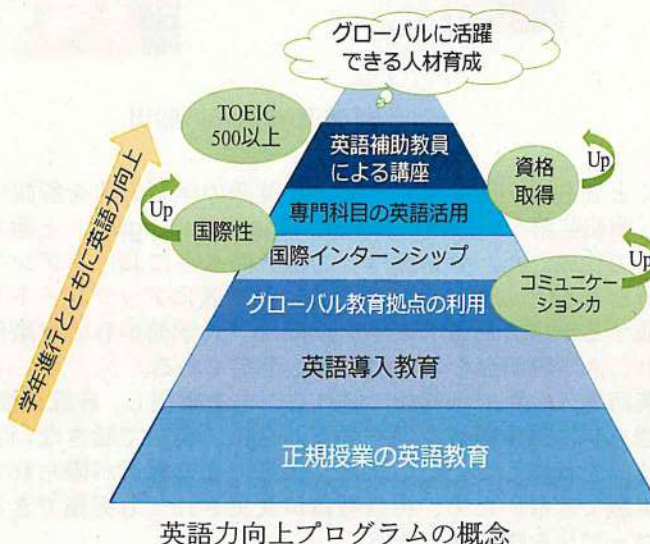 グローバルに活躍
できる人材育成
TOEIC
500以上
英語補助教員
による講座
資格
取得
Up
専門科目の英語活用
Up
国際性
国際インターンシップ
Up
グローバル教育拠点の利用
コミュニケー
ション力
英語導入教育
正規授業の英語教育
学年進行とともに英語力向上
英語力向上プログラムの概念